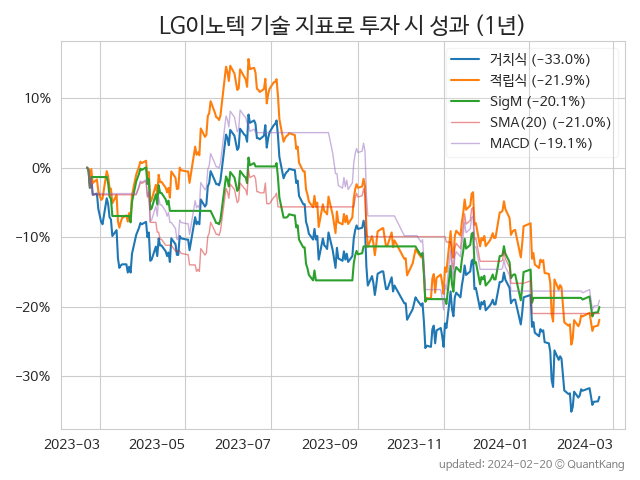 LG이노텍 기술 지표로 투자 시 성과 (1년)
거치식 (−33.0%)
적립식 (−21.9%)
SigM (−20.1%)
SMA(20) (−21.0%)
MACD (−19.1%)
10%
0%
−10%
−20%
−30%
2023-03 2023-05 2023-07 2023-09 2023-11 2024-01 2024-03
updated: 2024-02-20 © QuantKang